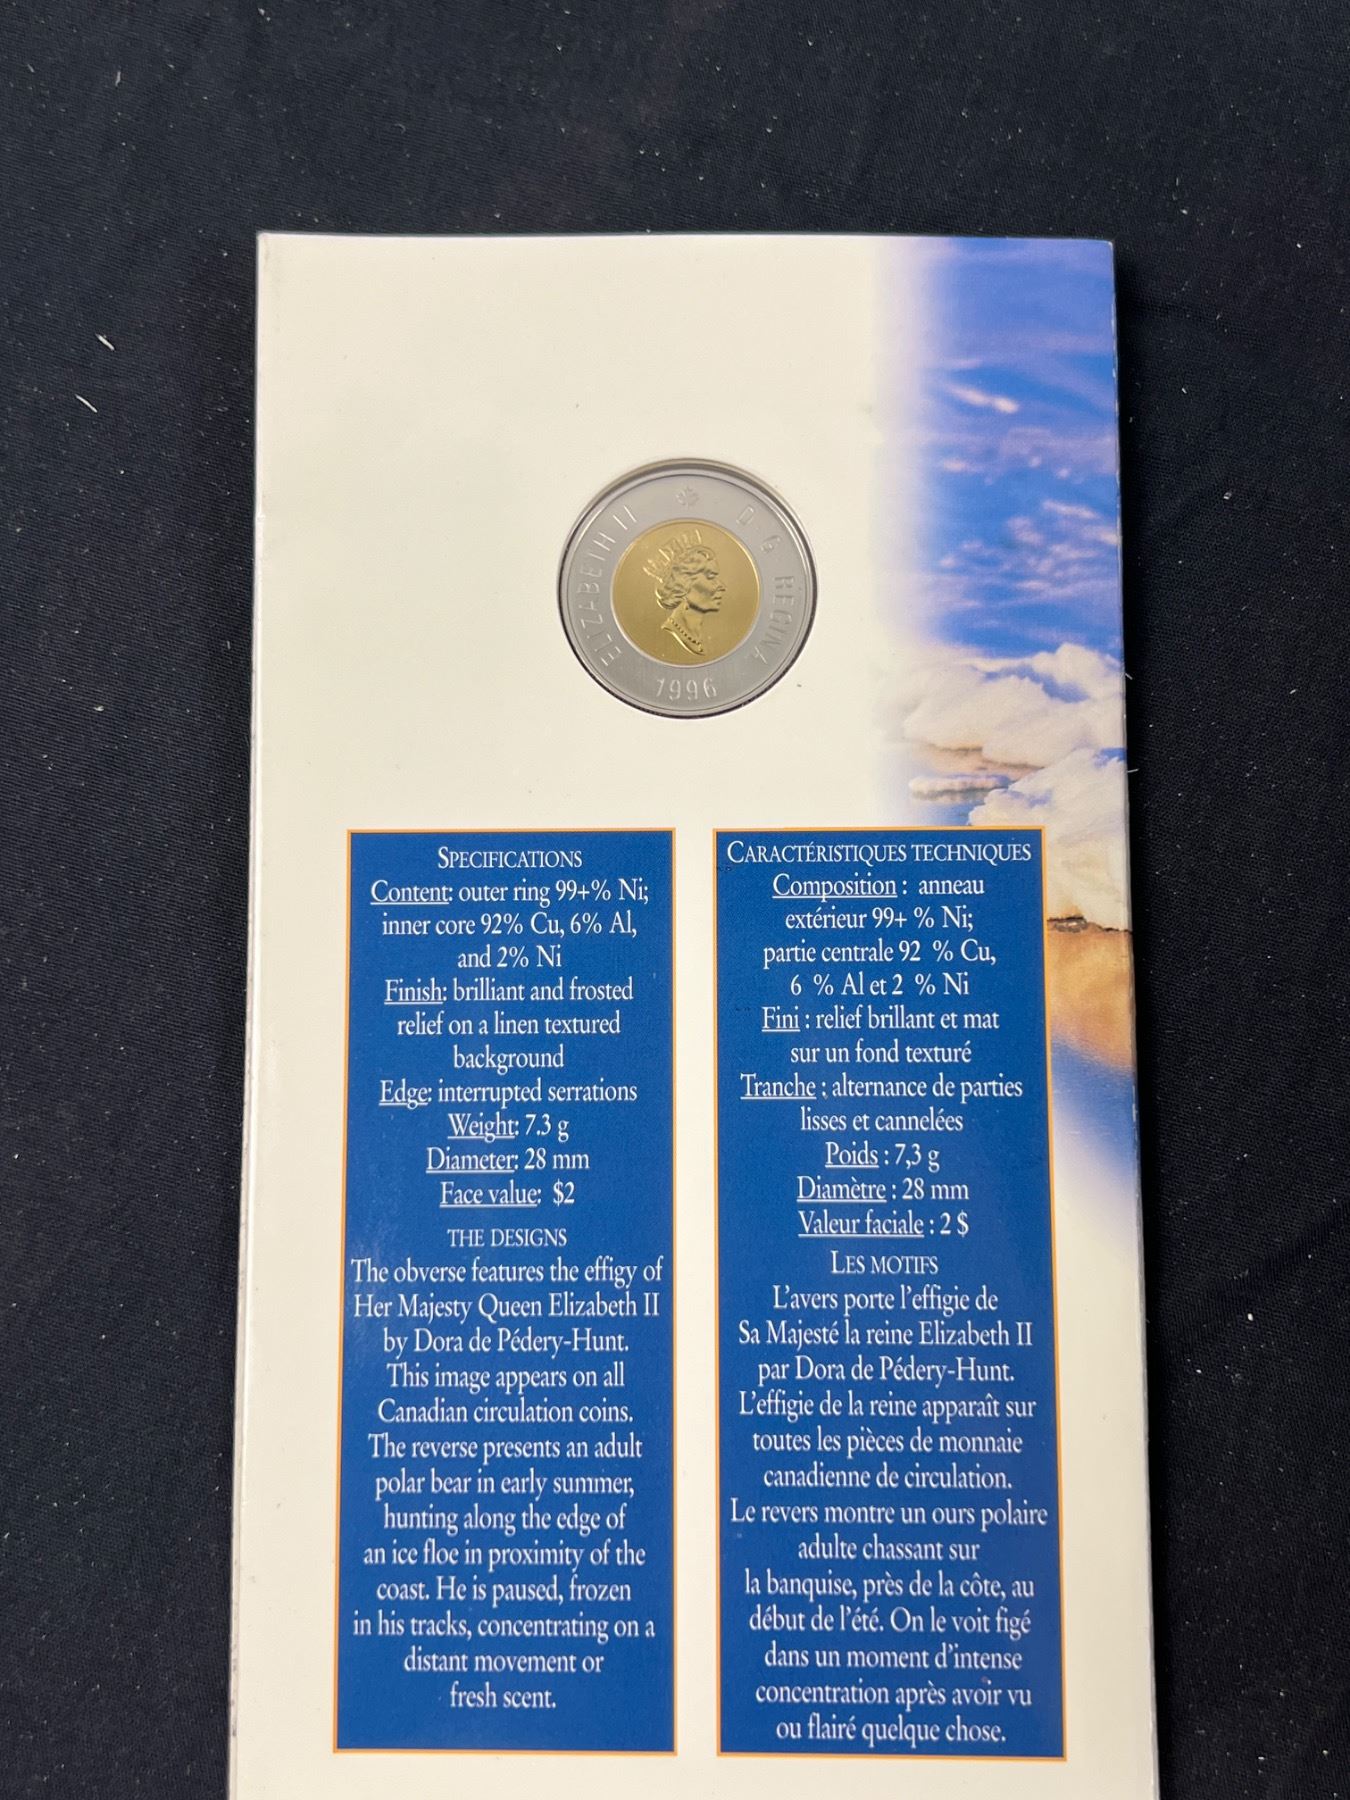 ELIZABETH II D·G·REGINA
1996
SPECIFICATIONS
Content: outer ring 99+% Ni;
inner core 92% Cu, 6% Al,
and 2% Ni
Finish: brilliant and frosted
relief on a linen textured
background
Edge: interrupted serrations
Weight: 7.3 g
Diameter: 28 mm
Face value: $2
THE DESIGNS
The obverse features the effigy of
Her Majesty Queen Elizabeth II
by Dora de Pédery-Hunt.
This image appears on all
Canadian circulation coins.
The reverse presents an adult
polar bear in early summer,
hunting along the edge of
an ice floe in proximity of the
coast. He is paused, frozen
in his tracks, concentrating on a
distant movement or
fresh scent.
CARACTÉRISTIQUES TECHNIQUES
Composition : anneau
extérieur 99+ % Ni;
partie centrale 92 % Cu,
6 % Al et 2 % Ni
Fini : relief brillant et mat
sur un fond texturé
Tranche : alternance de parties
lisses et cannelées
Poids : 7,3 g
Diamètre : 28 mm
Valeur faciale : 2 $
LES MOTIFS
L'avers porte l'effigie de
Sa Majesté la reine Elizabeth II
par Dora de Pédery-Hunt.
L'effigie de la reine apparaît sur
toutes les pièces de monnaie
canadienne de circulation.
Le revers montre un ours polaire
adulte chassant sur
la banquise, près de la côte, au
début de l'été. On le voit figé
dans un moment d'intense
concentration après avoir vu
ou flairé quelque chose.